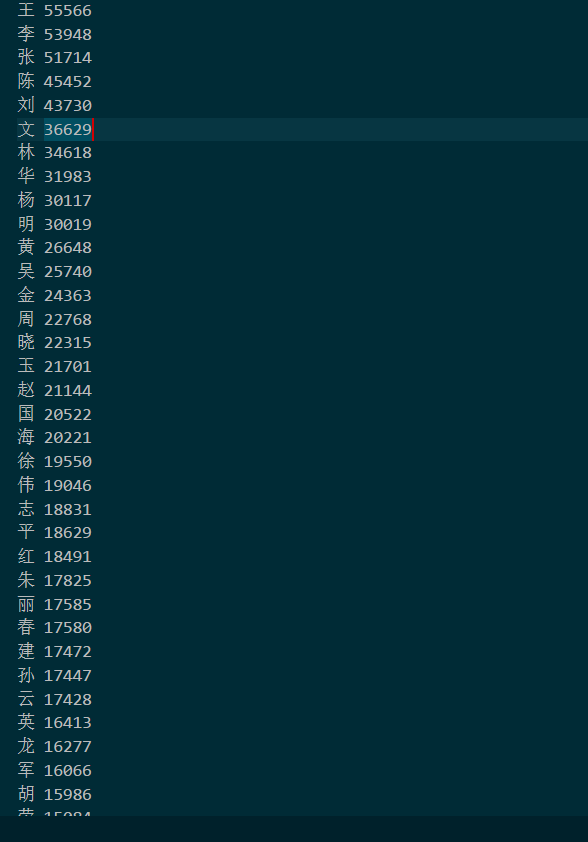 王 55566
李 53948
张 51714
陈 45452
刘 43730
文 36629
林 34618
华 31983
杨 30117
明 30019
黄 26648
吴 25740
金 24363
周 22768
晓 22315
玉 21701
赵 21144
国 20522
海 20221
徐 19550
伟 19046
志 18831
平 18629
红 18491
朱 17825
丽 17585
春 17580
建 17472
孙 17447
云 17428
英 16413
龙 16277
军 16066
胡 15986